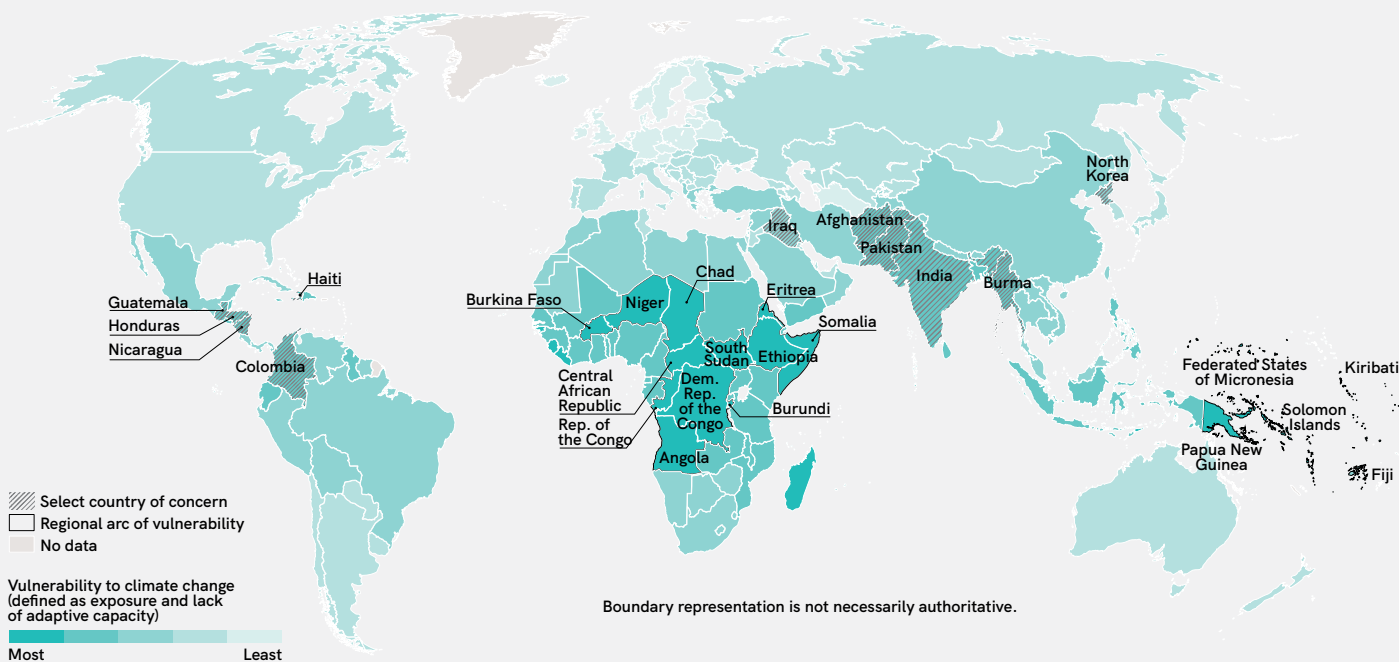 North
Korea
Iraq
Afghanistan
Pakistan
India
Burma
Haiti
Guatemala
Honduras
Nicaragua
Colombia
Burkina Faso
Niger
Chad
Eritrea
Somalia
South
Sudan
Ethiopia
Central
African
Republic
Rep. of
the Congo
Dem.
Rep.
of the
Congo
Burundi
Angola
Federated States
of Micronesia
Kiribati
Solomon
Islands
Papua New
Guinea
Fiji
Select country of concern
Regional arc of vulnerability
No data
Vulnerability to climate change
(defined as exposure and lack
of adaptive capacity)
Most Least
Boundary representation is not necessarily authoritative.